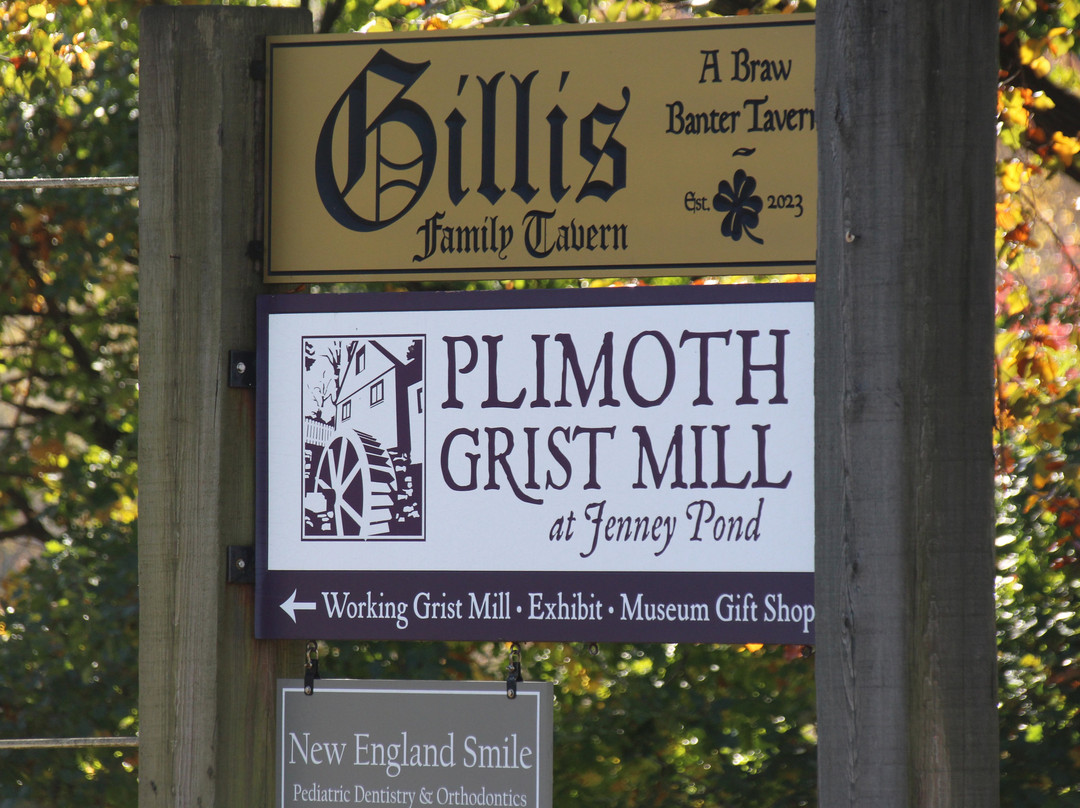 Gillis
Family Tavern
A Braw
Banter Tavern
~
Est. 2023
PLIMOTH
GRIST MILL
at Jenney Pond
← Working Grist Mill • Exhibit • Museum Gift Shop
New England Smile
Pediatric Dentistry & Orthodontics